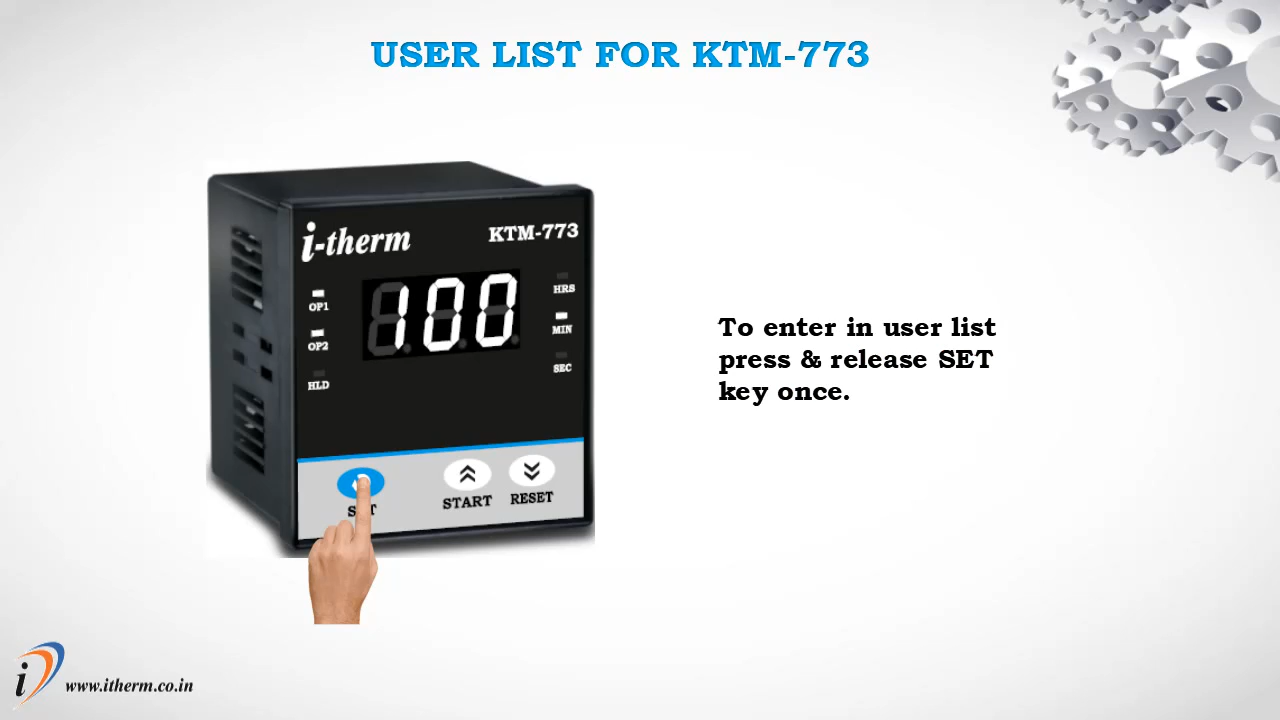 USER LIST FOR KTM-773
i-therm
KTM-773
100
OP1
OP2
HLD
HRS
MIN
SEC
SET
START
RESET
To enter in user list
press & release SET
key once.
i
www.itherm.co.in